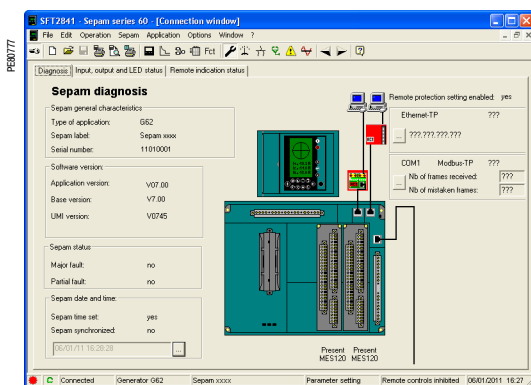 PE80777
SFT2841 - Sepam series 60 - [Connection window]
File Edit Operation Sepam Application Options Window ?
Fct
Diagnosis Input, output and LED status Remote indication status
Sepam diagnosis
Sepam general characteristics
Type of application: G62
Sepam label: Sepam xxxx
Serial number: 11010001
Software version:
Application version: V07.00
Base version: V7.00
UMI version: V0745
Sepam status
Major fault: no
Partial fault: no
Sepam date and time:
Sepam time set: yes
Sepam synchronized: no
06/01/11 16:28:28 ...
Remote protection setting enabled: yes
Ethernet-TP ???
... ???.???.???.???
COM1 Modbus-TP ???
Nb of frames received: ???
... Nb of mistaken frames: ???
Present Present
MES120 MES120
Connected Generator G62 Sepam xxxx Parameter setting Remote controls inhibited 06/01/2011 16:27